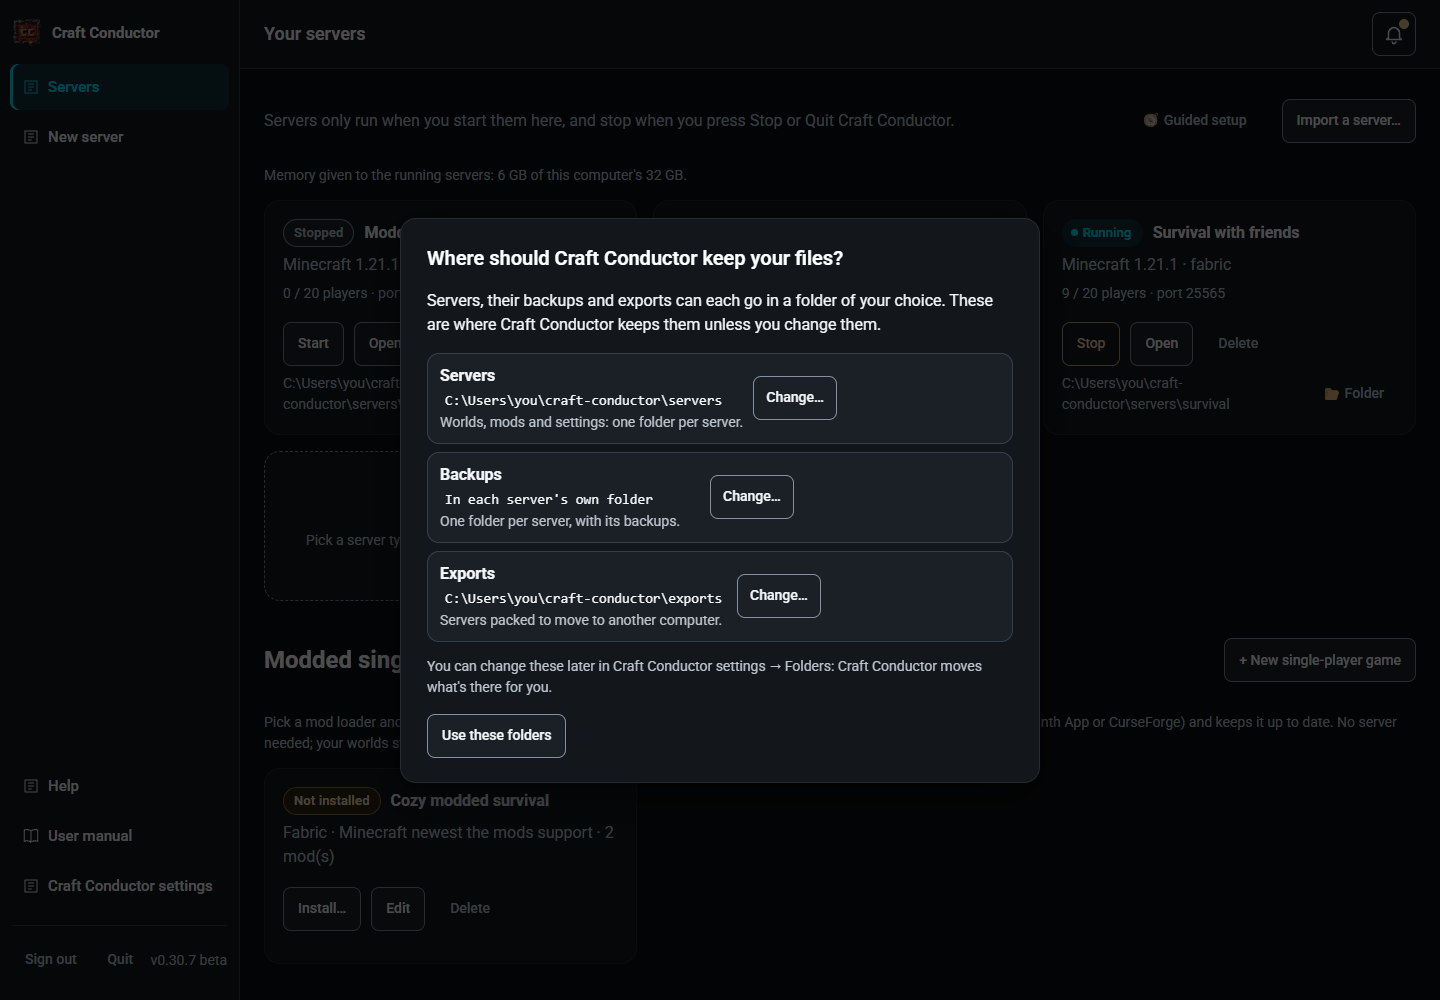 Craft Conductor
Servers
New server
Help
User manual
Craft Conductor settings
Sign out Quit v0.30.7 beta
Your servers
Servers only run when you start them here, and stop when you press Stop or Quit Craft Conductor.
Guided setup
Import a server…
Memory given to the running servers: 6 GB of this computer's 32 GB.
Stopped
Minecraft 1.21.1
0 / 20 players · port
Start
Open
C:\Users\you\craft-
conductor\servers\
Running Survival with friends
Minecraft 1.21.1 · fabric
9 / 20 players · port 25565
Stop Open Delete
C:\Users\you\craft-
conductor\servers\survival
Folder
Pick a server
Where should Craft Conductor keep your files?
Servers, their backups and exports can each go in a folder of your choice. These
are where Craft Conductor keeps them unless you change them.
Servers
C:\Users\you\craft-conductor\servers
Worlds, mods and settings: one folder per server.
Change…
Backups
In each server's own folder
One folder per server, with its backups.
Change…
Exports
C:\Users\you\craft-conductor\exports
Servers packed to move to another computer.
Change…
You can change these later in Craft Conductor settings → Folders: Craft Conductor moves
what's there for you.
Use these folders
Modded
+ New single-player game
Pick a mod loader and
App or CurseForge) and keeps it up to date. No server
needed; your worlds
Not installed Cozy modded survival
Fabric · Minecraft newest the mods support · 2
mod(s)
Install… Edit Delete